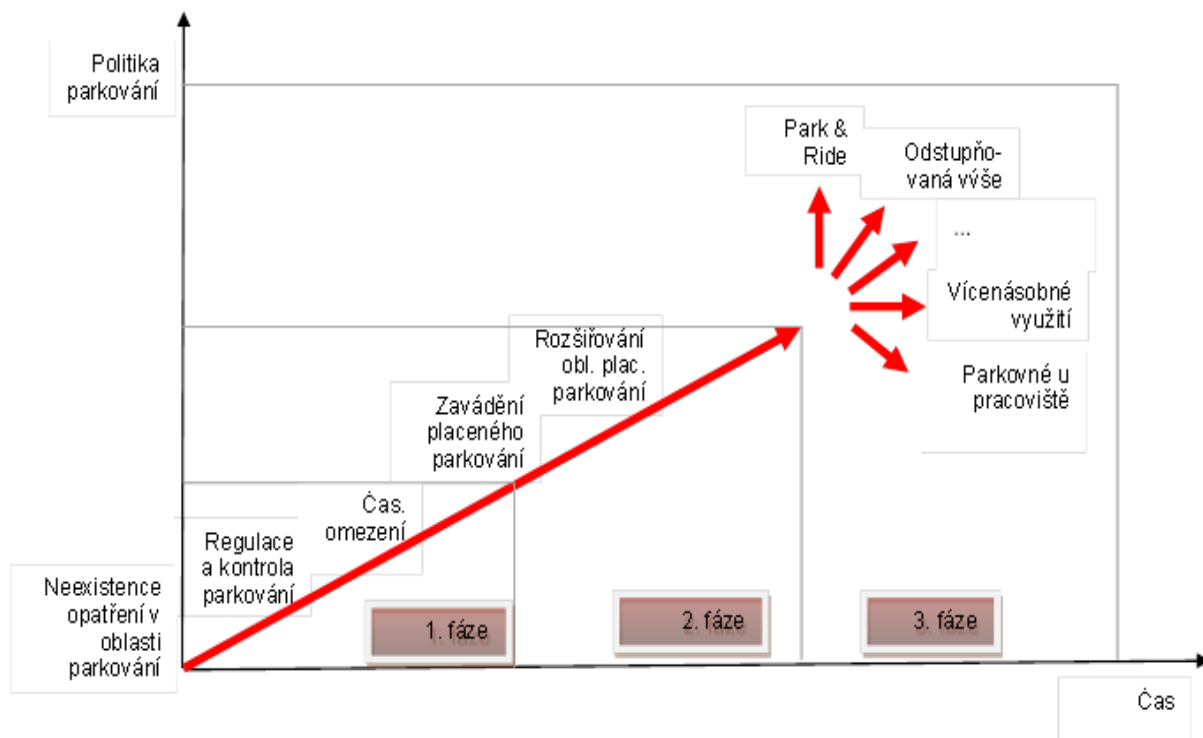 Politika
parkování
Park &
Ride
Odstupňo-
vaná výše
...
Vícenásobné
využití
Parkovné u
pracoviště
Rozšiřování
obl. plac.
parkování
Zavádění
placeného
parkování
Čas.
omezení
Regulace
a kontrola
parkování
Neexistence
opatření v
oblasti
parkování
1. fáze
2. fáze
3. fáze
Čas